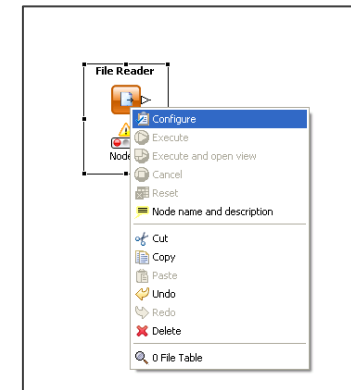 File Reader
Configure
Execute
Node
Execute and open view
Cancel
Reset
Node name and description
Cut
Copy
Paste
Undo
Redo
Delete
0 File Table